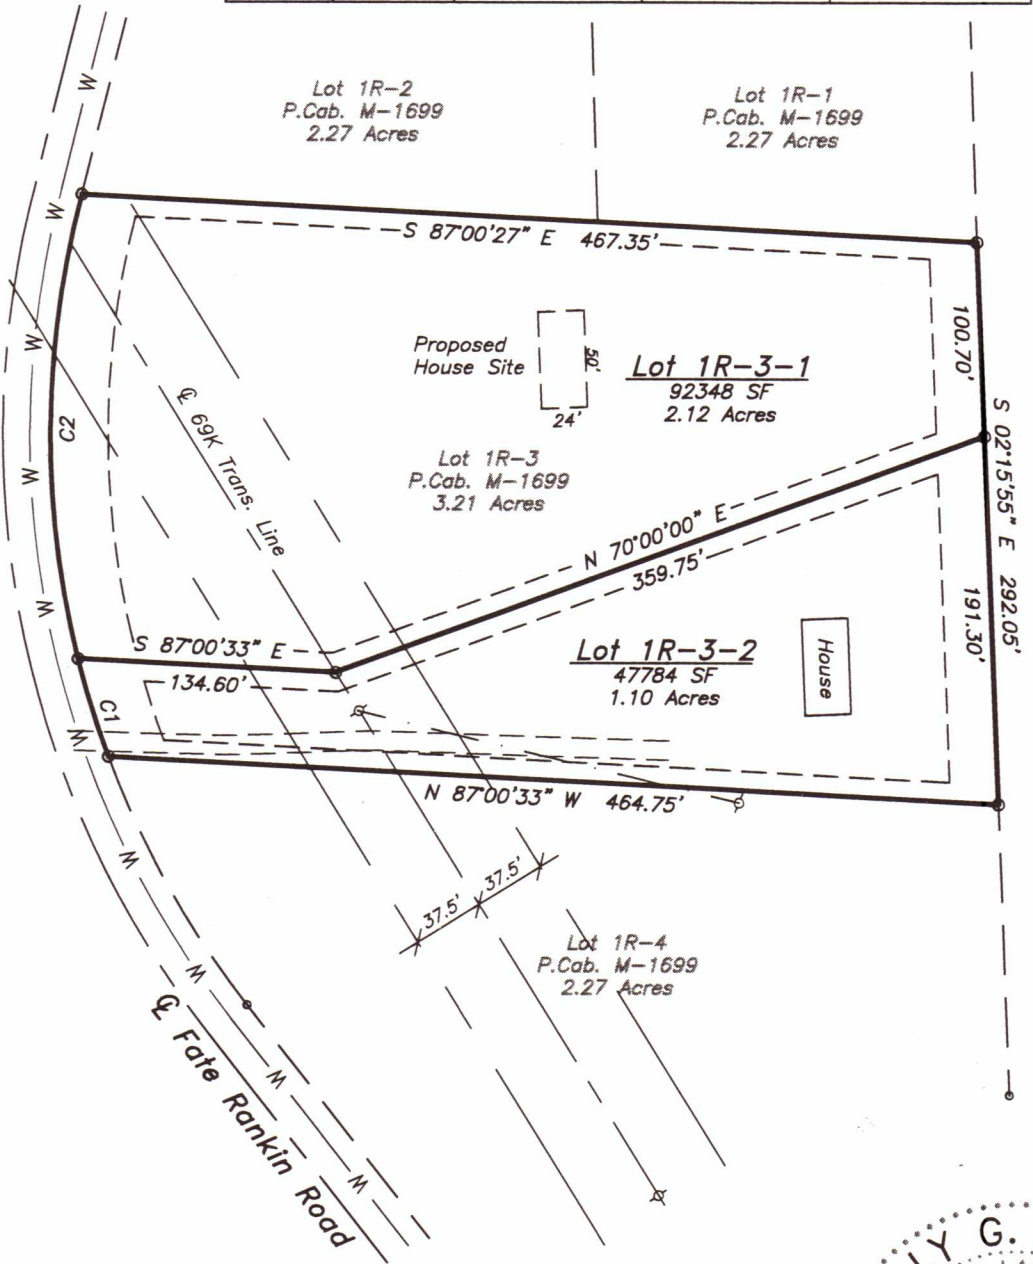 Lot 1R-2
P.Cab. M-1699
2.27 Acres
Lot 1R-1
P.Cab. M-1699
2.27 Acres
W
W
W
W
W
W
W
W
W
W
S 87°00'27" E 467.35'
100.70'
S 02°15'55" E 292.05'
191.30'
Proposed
House Site
50'
24'
Lot 1R-3-1
92348 SF
2.12 Acres
C2
℄ 69K Trans. Line
Lot 1R-3
P.Cab. M-1699
3.21 Acres
N 70°00'00" E
359.75'
S 87°00'33" E
134.60'
Lot 1R-3-2
47784 SF
1.10 Acres
House
C1
N 87°00'33" W 464.75'
37.5'
37.5'
Lot 1R-4
P.Cab. M-1699
2.27 Acres
℄ Fate Rankin Road
Y G.